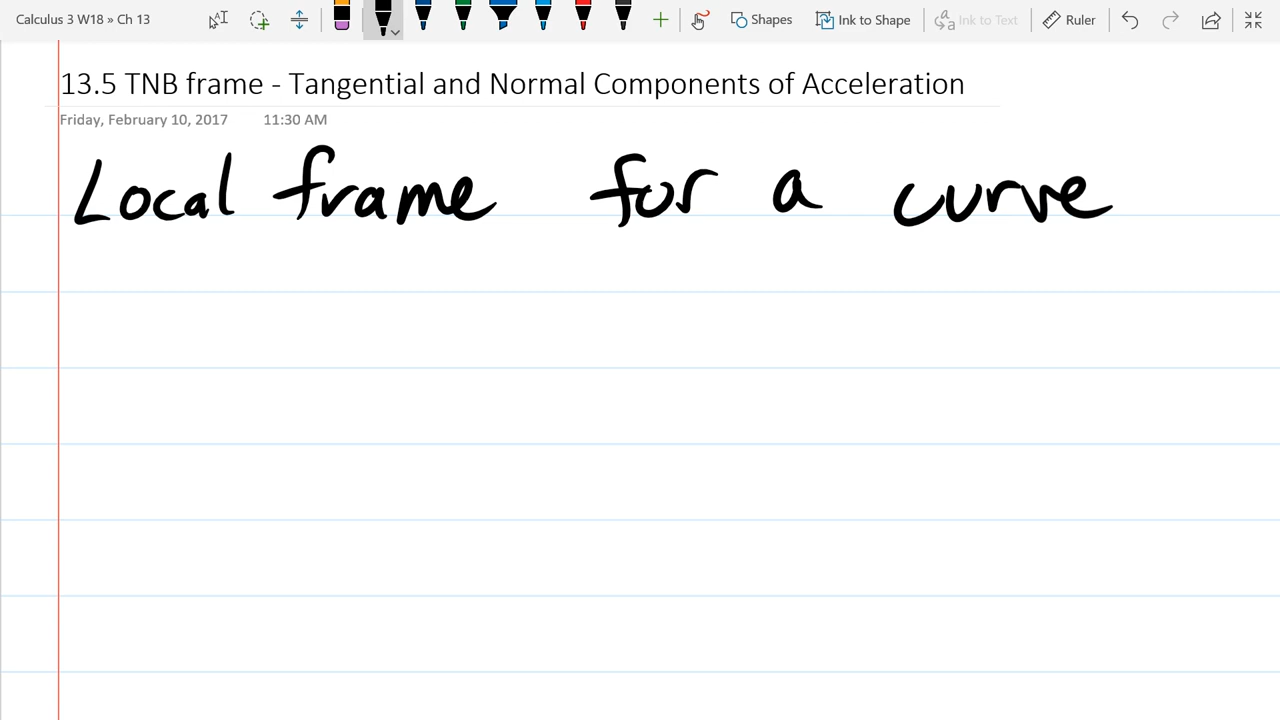 Calculus 3 W18 » Ch 13
Shapes
Ink to Shape
Ink to Text
Ruler
13.5 TNB frame - Tangential and Normal Components of Acceleration
Friday, February 10, 2017 11:30 AM
Local frame for a curve